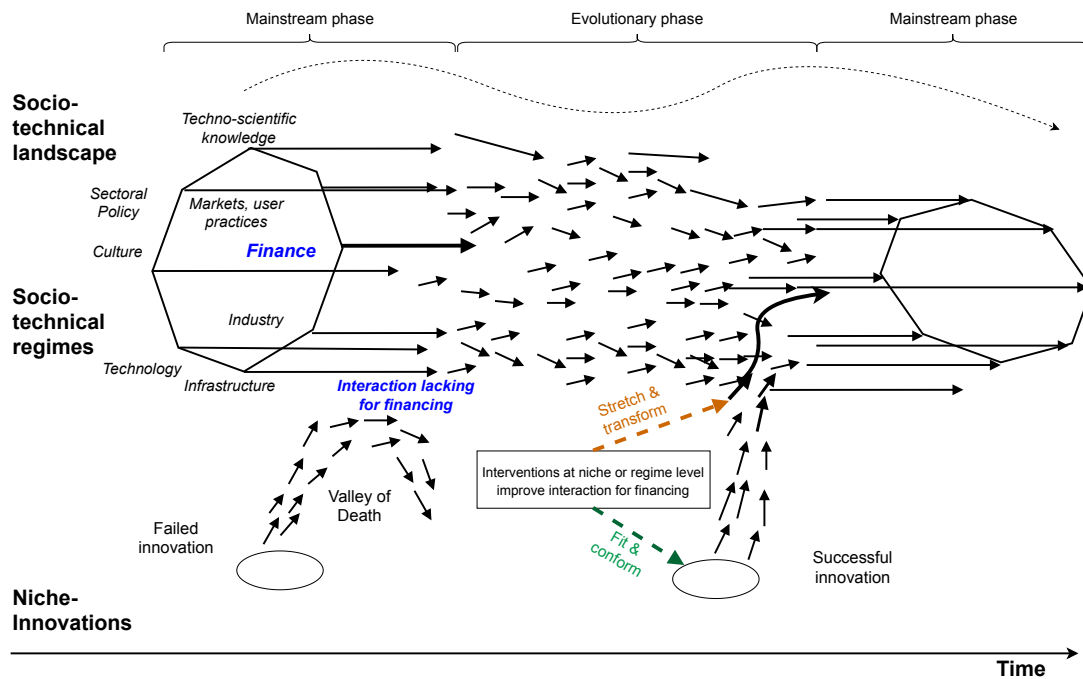 Mainstream phase
Evolutionary phase
Mainstream phase
Socio-
technical
landscape
Techno-scientific
knowledge
Sectoral
Policy
Markets, user
practices
Culture
Finance
Socio-
technical
regimes
Industry
Technology
Infrastructure
Interaction lacking
for financing
Stretch &
transform
Interventions at niche or regime level
improve interaction for financing
Valley of
Death
Failed
innovation
Fit &
conform
Successful
innovation
Niche-
Innovations
Time